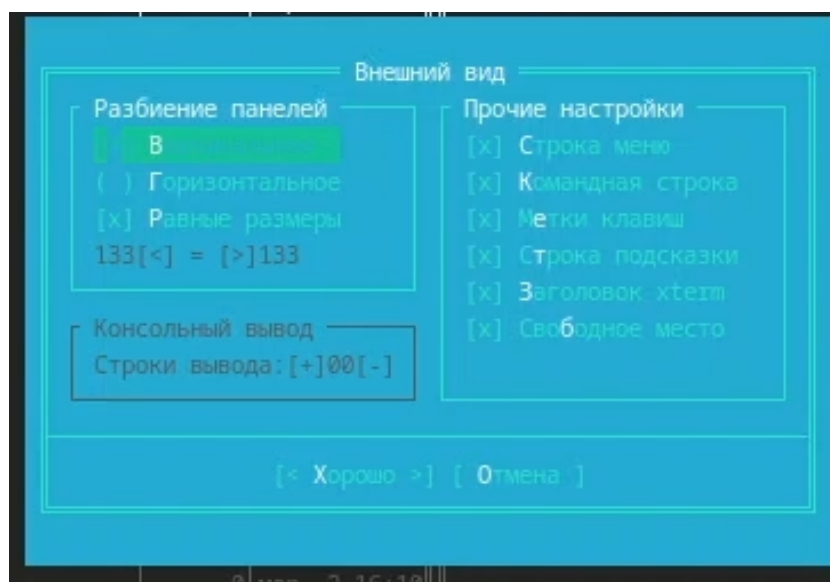 Внешний вид
Разбиение панелей
В
( ) Горизонтальное
[x] Равные размеры
133[<] = [>]133
Консольный вывод
Строки вывода:[+]00[-]
Прочие настройки
[x] Строка меню
[x] Командная строка
[x] Метки клавиш
[x] Строка подсказки
[x] Заголовок xterm
[x] Свободное место
[< Хорошо >] [ Отмена ]